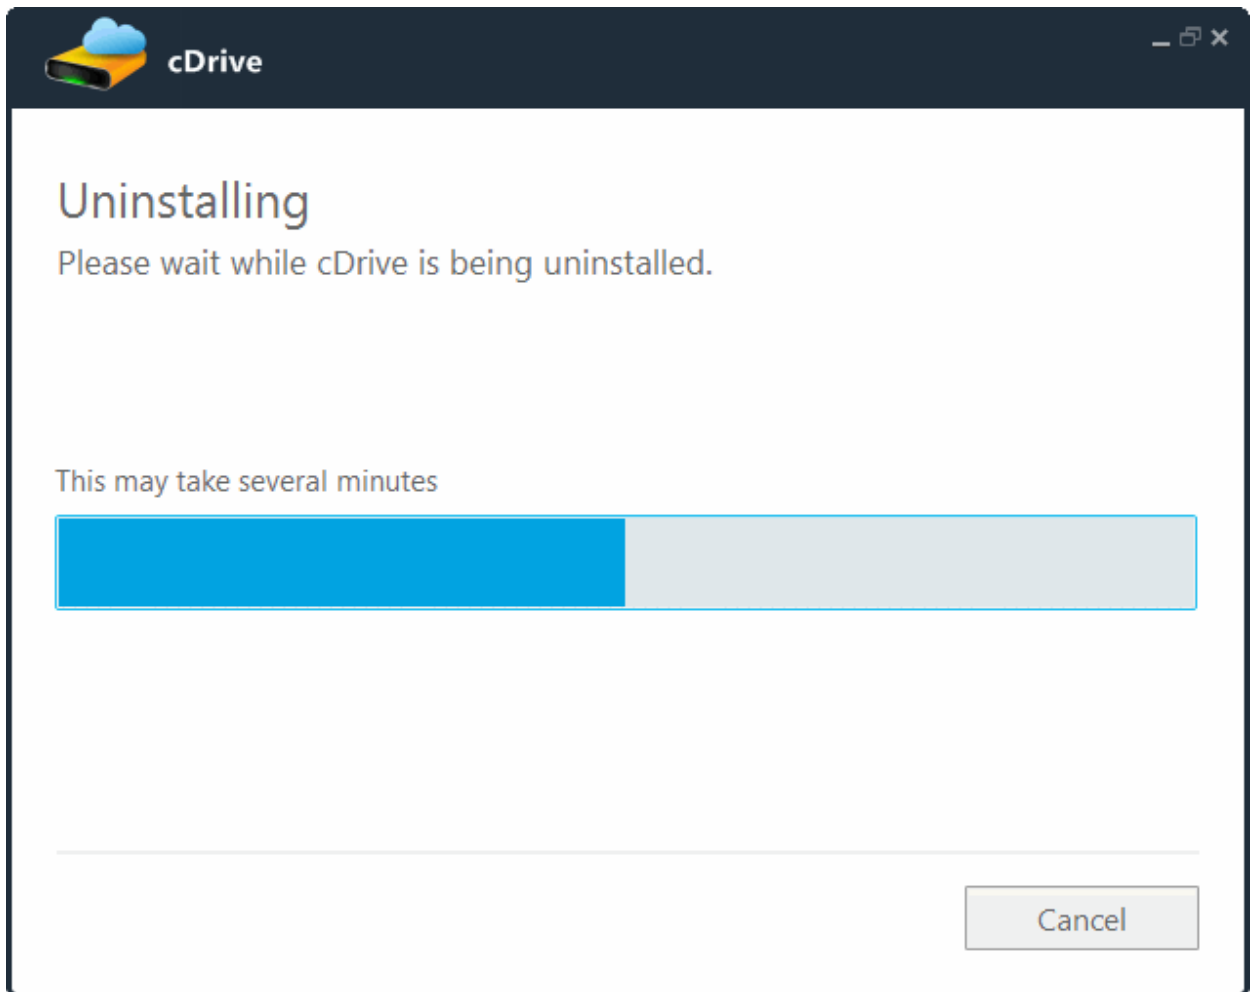 cDrive
Uninstalling
Please wait while cDrive is being uninstalled.
This may take several minutes
Cancel